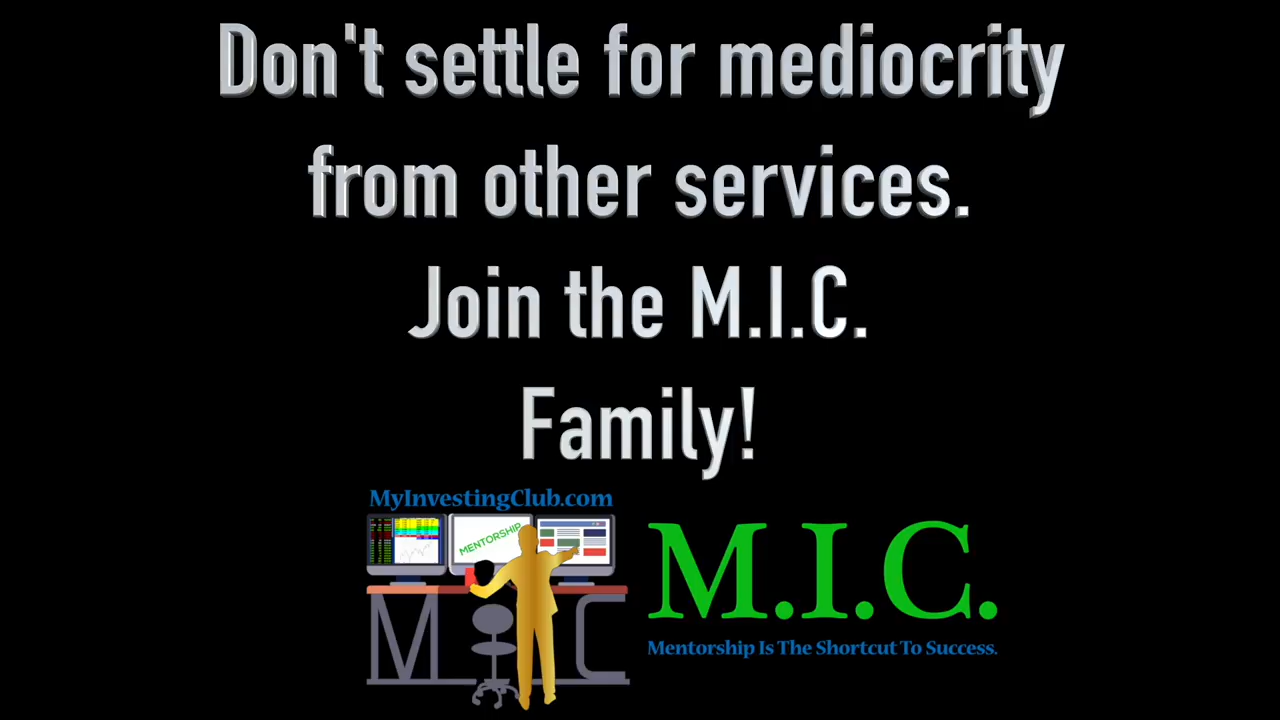 Don't settle for mediocrity
from other services.
Join the M.I.C.
Family!
MyInvestingClub.com
MENTORSHIP
M.I.C.
MIC
Mentorship Is The Shortcut To Success.